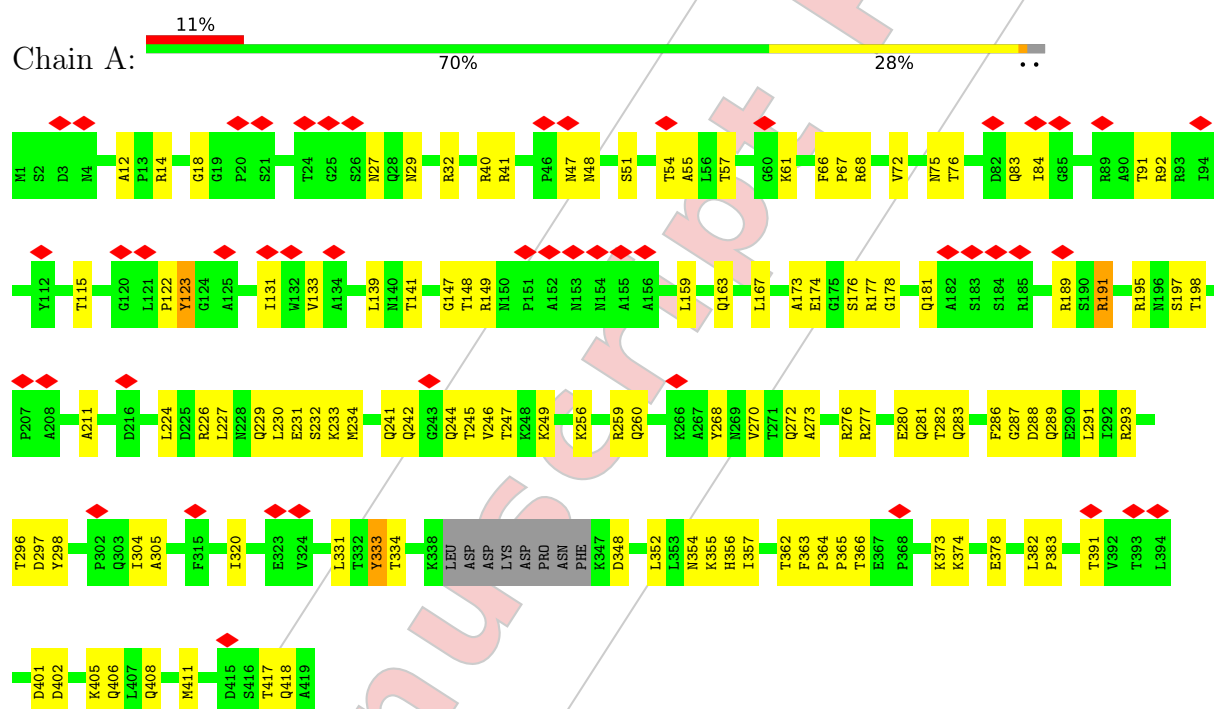 11%
Chain A:
70% 28% • •
M1 S2 D3 N4 A12 P13 R14 G18 G19 P20 S21 T24 G25 S26 N27 Q28 N29 R32 R40 R41 P46 N47 N48 S51 T54 A55 L56 T57 G60 K61 F66 P67 R68 V72 N75 T76 D82 Q83 I84 G85 R89 A90 T91 R92 R93 I94
Y112 T115 G120 L121 P122 Y123 G124 A125 I131 W132 V133 A134 L139 N140 T141 G147 T148 R149 N150 P151 A152 N153 N154 A155 A156 L159 Q163 L167 A173 E174 G175 S176 R177 G178 Q181 A182 S183 S184 R185 R189 S190 R191 R195 N196 S197 T198
P207 A208 A211 D216 L224 D225 R226 L227 N228 Q229 L230 E231 S232 K233 M234 Q241 Q242 G243 Q244 T245 V246 T247 K248 K249 K256 R259 Q260 K266 A267 Y268 N269 V270 T271 Q272 A273 R276 R277 E280 Q281 T282 Q283 F286 G287 D288 Q289 E290 L291 I292 R293
T296 D297 Y298 P302 Q303 I304 A305 F315 I320 E323 V324 L331 T332 Y333 T334 K338 LEU ASP ASP LYS ASP PRO ASN PHE K347 D348 L352 L353 N354 K355 H356 I357 T362 F363 P364 P365 T366 E367 P368 K373 K374 E378 L382 P383 T391 V392 T393 L394
D401 D402 K405 Q406 L407 Q408 M411 D415 S416 T417 Q418 A419